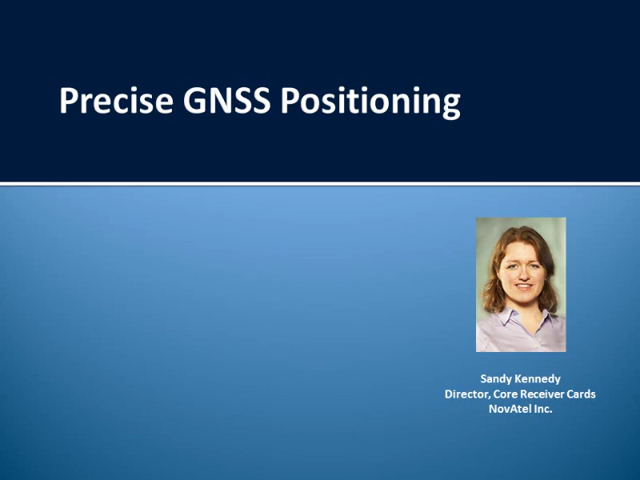 Precise GNSS Positioning
Sandy Kennedy
Director, Core Receiver Cards
NovAtel Inc.